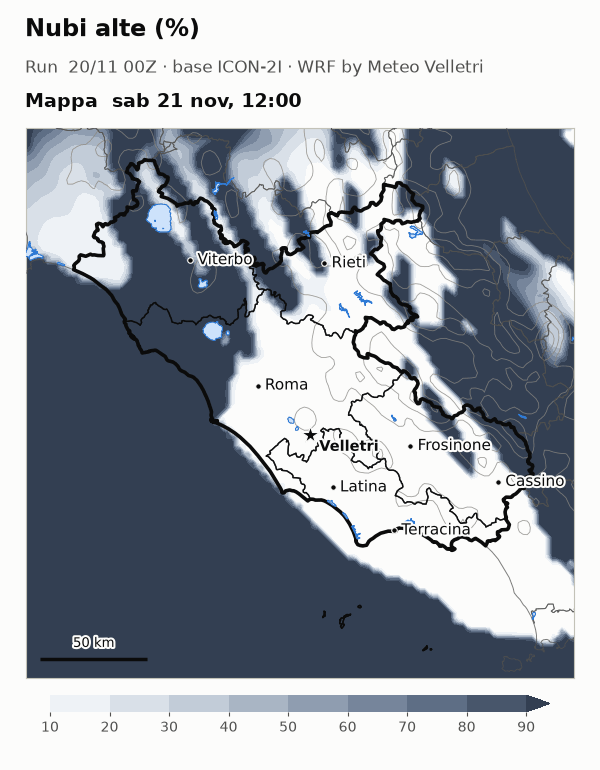 Nubi alte (%)
Run 20/11 00Z · base ICON-2I · WRF by Meteo Velletri
Mappa sab 21 nov, 12:00
Viterbo
Rieti
Roma
Velletri
Frosinone
Cassino
Latina
Terracina
50 km
10 20 30 40 50 60 70 80 90